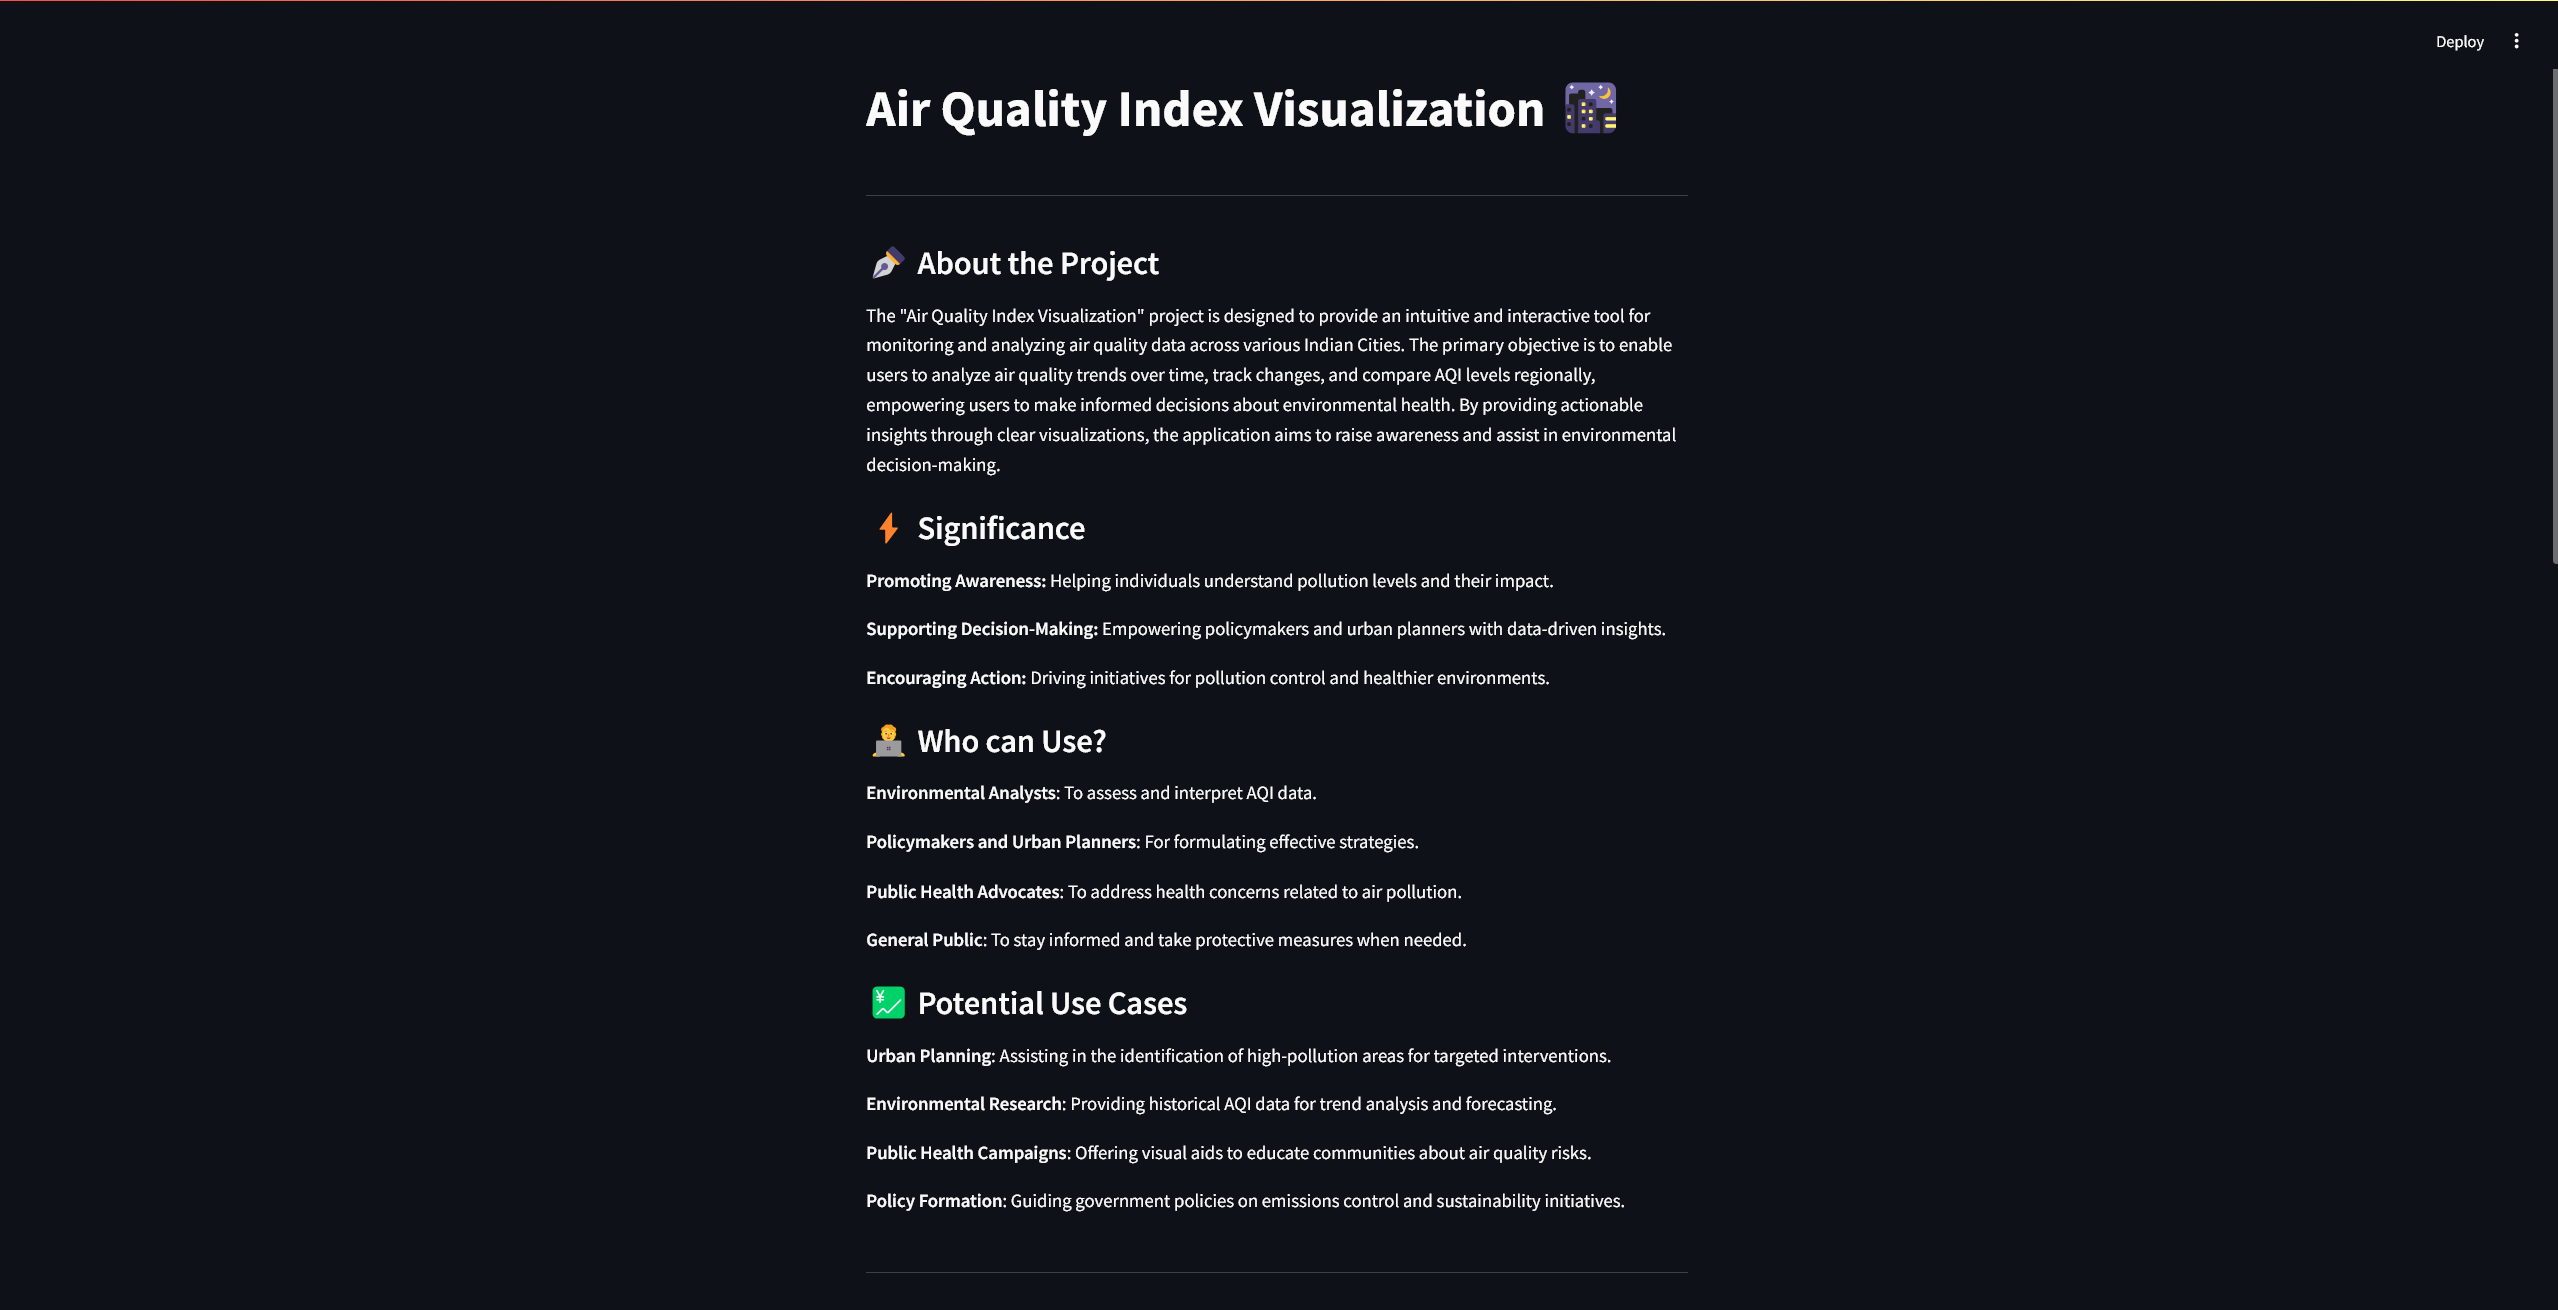 Deploy
Air Quality Index Visualization
About the Project
The "Air Quality Index Visualization" project is designed to provide an intuitive and interactive tool for
monitoring and analyzing air quality data across various Indian Cities. The primary objective is to enable
users to analyze air quality trends over time, track changes, and compare AQI levels regionally,
empowering users to make informed decisions about environmental health. By providing actionable
insights through clear visualizations, the application aims to raise awareness and assist in environmental
decision-making.
Significance
Promoting Awareness: Helping individuals understand pollution levels and their impact.
Supporting Decision-Making: Empowering policymakers and urban planners with data-driven insights.
Encouraging Action: Driving initiatives for pollution control and healthier environments.
Who can Use?
Environmental Analysts: To assess and interpret AQI data.
Policymakers and Urban Planners: For formulating effective strategies.
Public Health Advocates: To address health concerns related to air pollution.
General Public: To stay informed and take protective measures when needed.
Potential Use Cases
Urban Planning: Assisting in the identification of high-pollution areas for targeted interventions.
Environmental Research: Providing historical AQI data for trend analysis and forecasting.
Public Health Campaigns: Offering visual aids to educate communities about air quality risks.
Policy Formation: Guiding government policies on emissions control and sustainability initiatives.